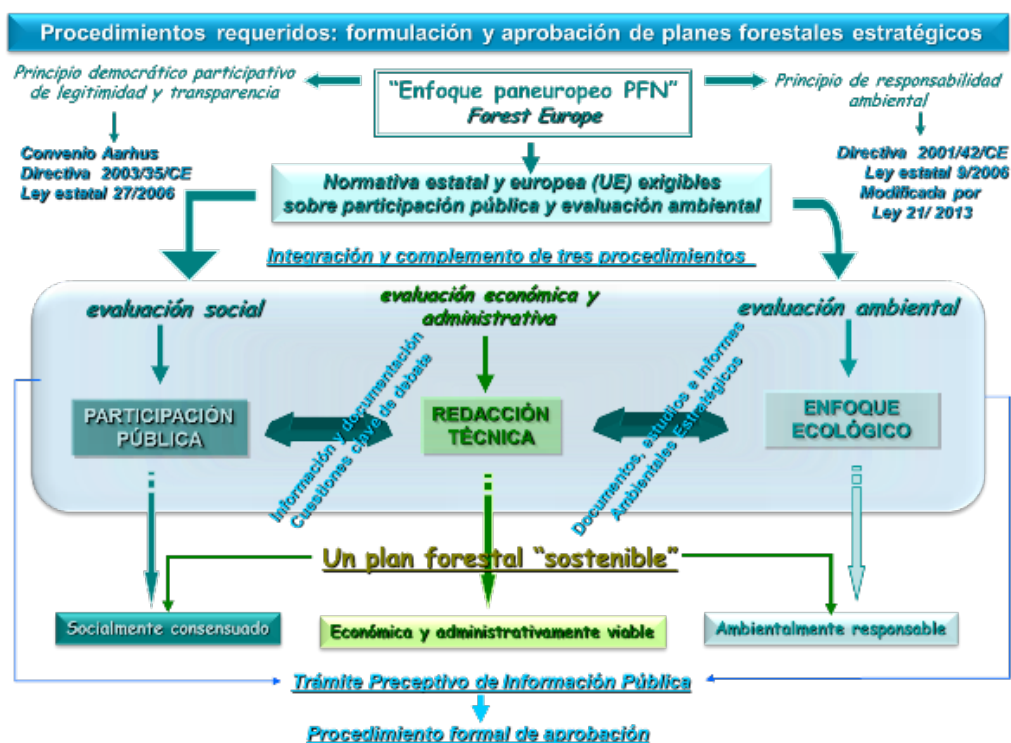 Procedimientos requeridos: formulación y aprobación de planes forestales estratégicos
Principio democrático participativo
de legitimidad y transparencia
"Enfoque paneuropeo PFN"
Forest Europe
Principio de responsabilidad
ambiental
Convenio Aarhus
Directiva 2003/35/CE
Ley estatal 27/2006
Directiva 2001/42/CE
Ley estatal 9/2006
Modificada por
Ley 21/ 2013
Normativa estatal y europea (UE) exigibles
sobre participación pública y evaluación ambiental
Integración y complemento de tres procedimientos
evaluación social
evaluación económica y
administrativa
evaluación ambiental
PARTICIPACIÓN
PÚBLICA
Información y documentación
Cuestiones clave de debate
REDACCIÓN
TÉCNICA
Documentos, estudios e Informes
Ambientales Estratégicos
ENFOQUE
ECOLÓGICO
Un plan forestal "sostenible"
Socialmente consensuado
Económica y administrativamente viable
Ambientalmente responsable
Trámite Preceptivo de Información Pública
Procedimiento formal de aprobación